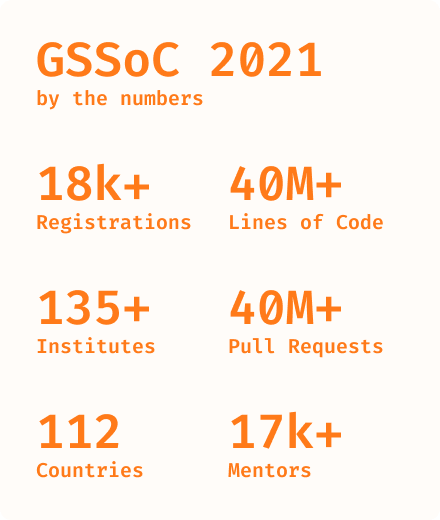 GSSoC 2021
by the numbers
18k+
Registrations
40M+
Lines of Code
135+
Institutes
40M+
Pull Requests
112
Countries
17k+
Mentors